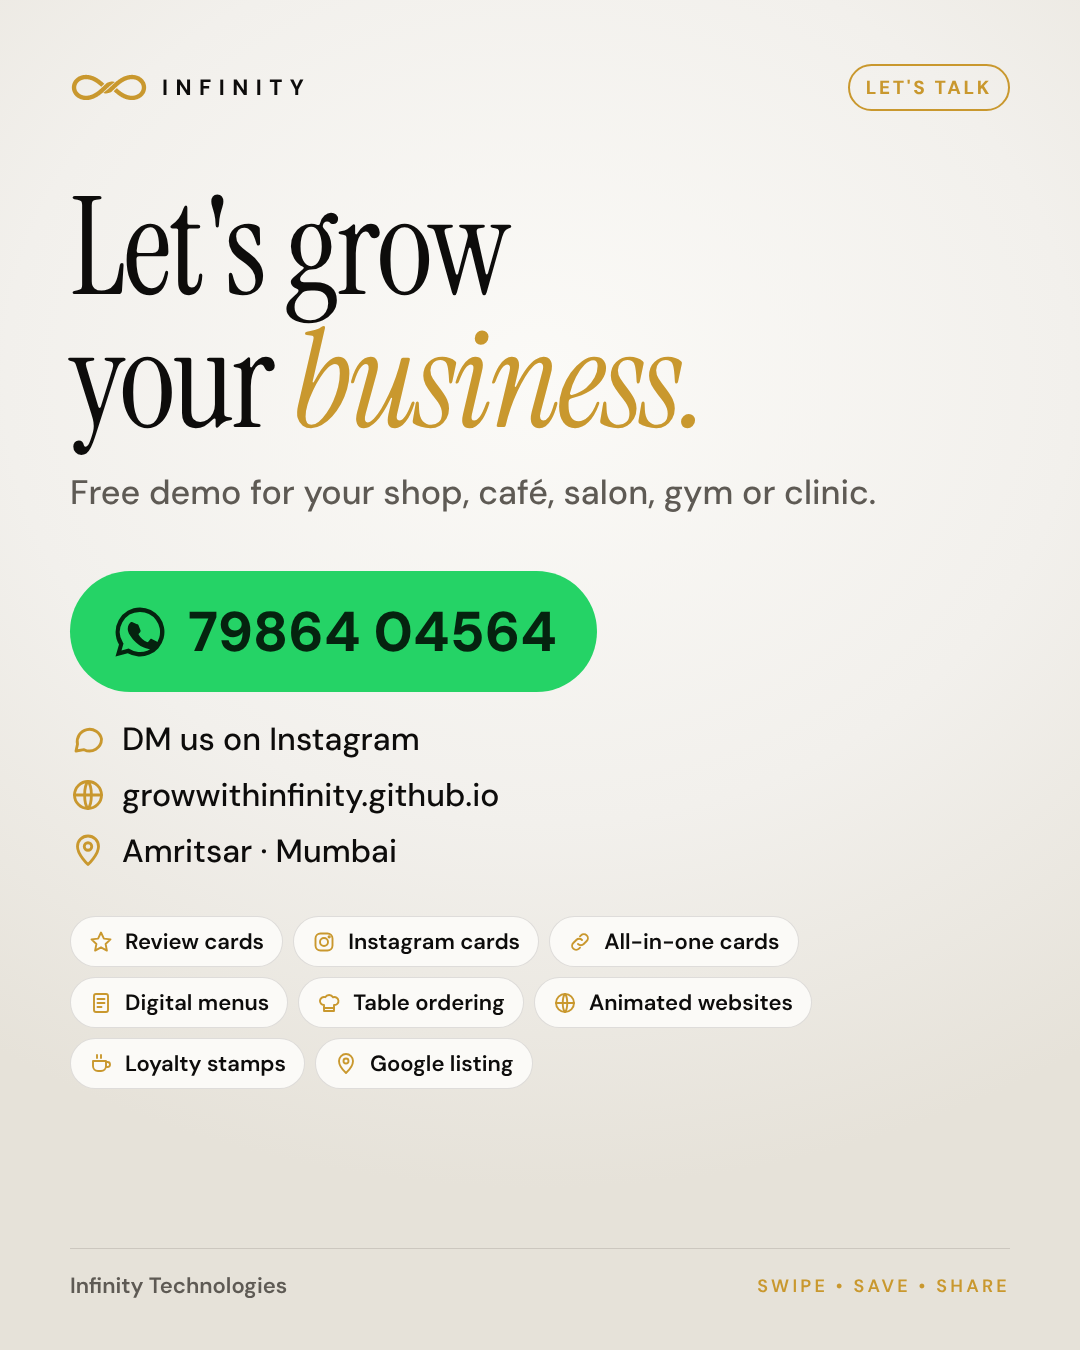 INFINITY
LET'S TALK
Let's grow
your business.
Free demo for your shop, café, salon, gym or clinic.
79864 04564
DM us on Instagram
growwithinfinity.github.io
Amritsar · Mumbai
Review cards
Instagram cards
All-in-one cards
Digital menus
Table ordering
Animated websites
Loyalty stamps
Google listing
Infinity Technologies
SWIPE • SAVE • SHARE